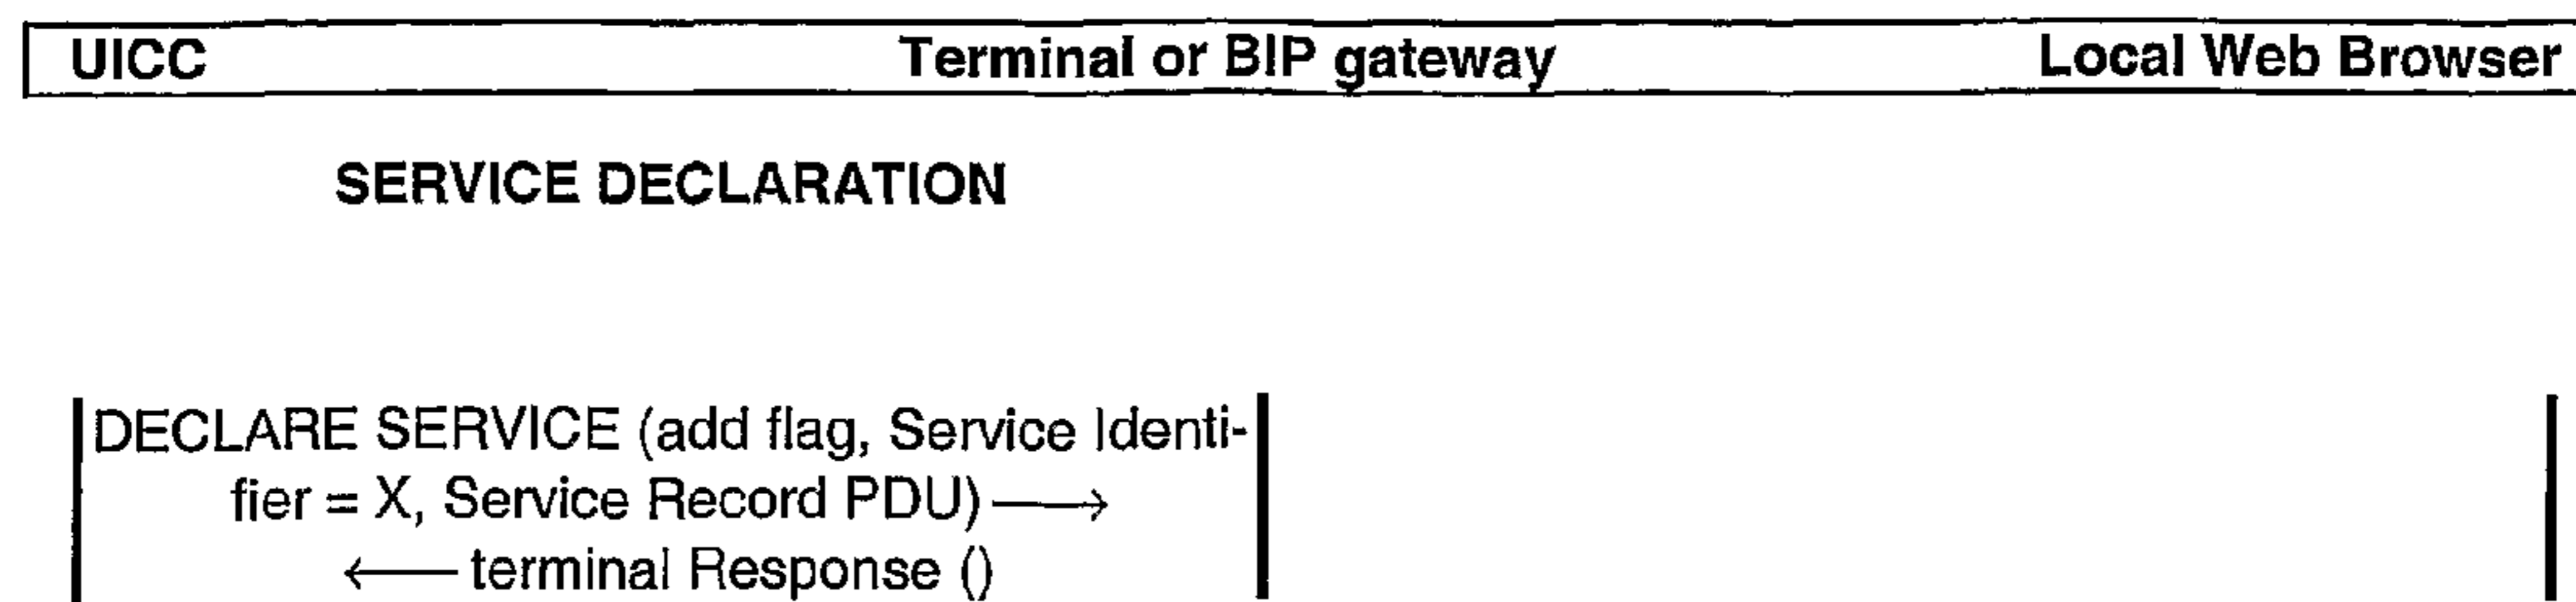 UICC Terminal or BIP gateway Local Web Browser
SERVICE DECLARATION
DECLARE SERVICE (add flag, Service Identi-
fier = X, Service Record PDU) ⟶
⟵ terminal Response ()